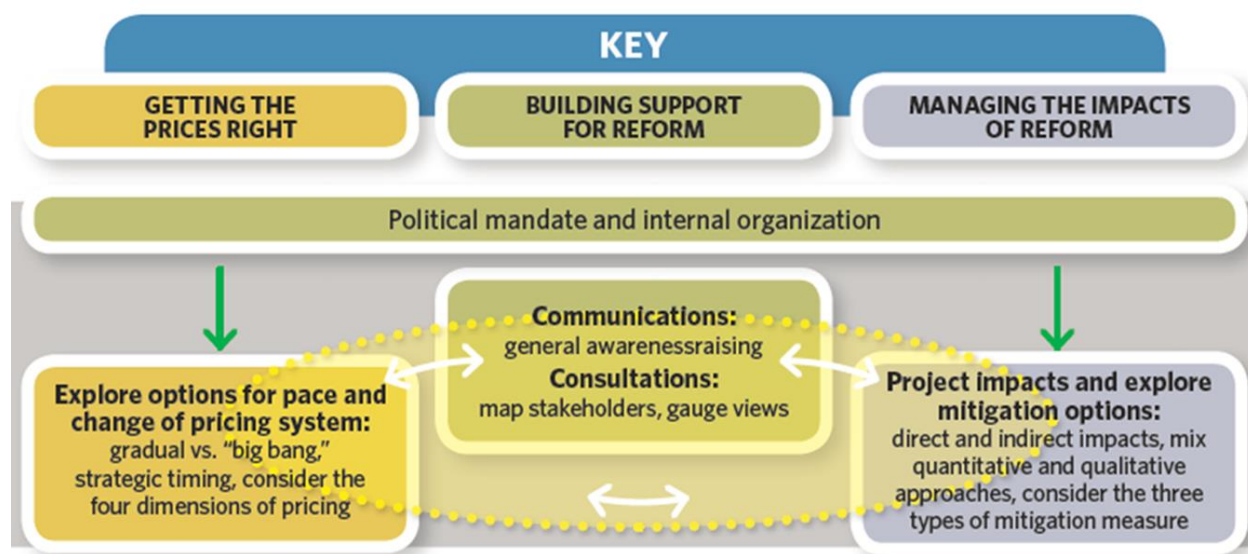 KEY
GETTING THE
PRICES RIGHT
BUILDING SUPPORT
FOR REFORM
MANAGING THE IMPACTS
OF REFORM
Political mandate and internal organization
Explore options for pace and
change of pricing system:
gradual vs. “big bang,”
strategic timing, consider the
four dimensions of pricing
Communications:
general awarenessraising
Consultations:
map stakeholders, gauge views
Project impacts and explore
mitigation options:
direct and indirect impacts, mix
quantitative and qualitative
approaches, consider the three
types of mitigation measure